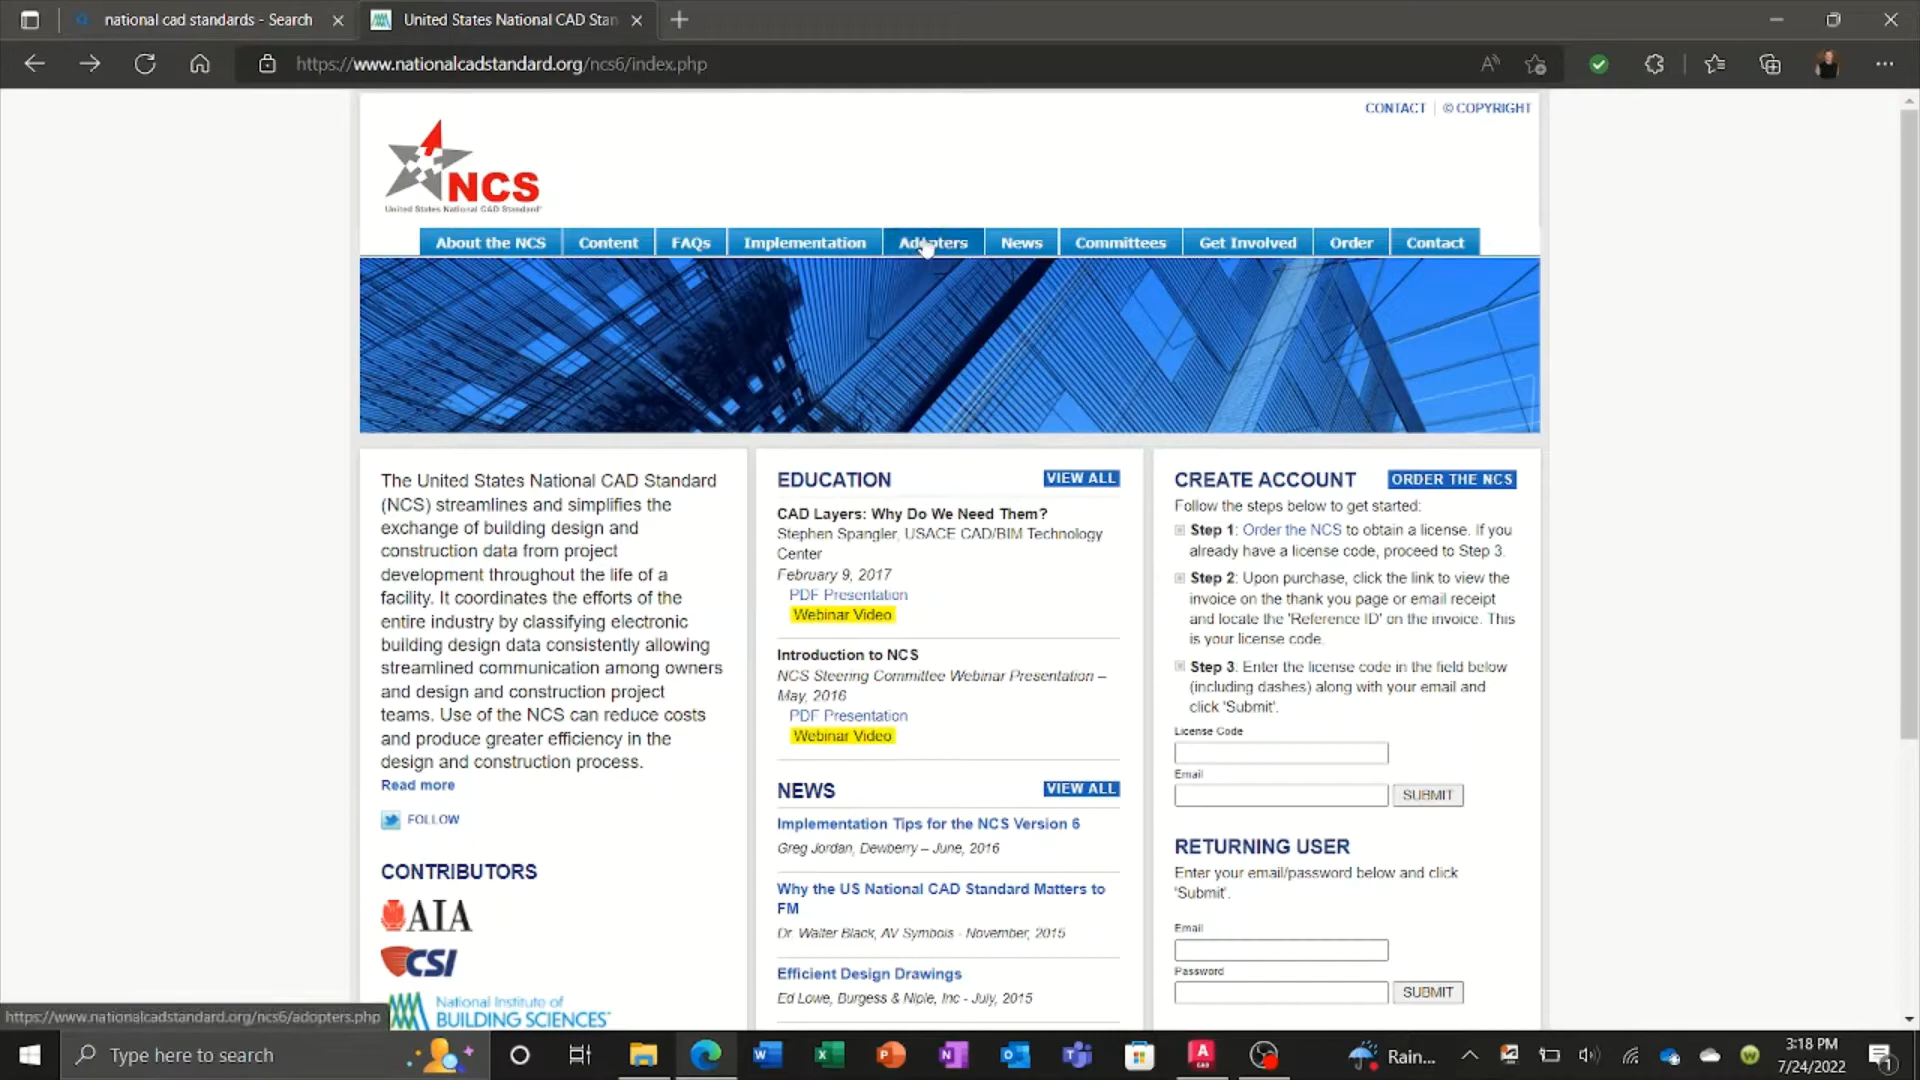 national cad standards - Search
United States National CAD Stan
https://www.nationalcadstandard.org/ncs6/index.php
CONTACT
© COPYRIGHT
NCS
United States National CAD Standard®
About the NCS
Content
FAQs
Implementation
Adopters
News
Committees
Get Involved
Order
Contact
The United States National CAD Standard
(NCS) streamlines and simplifies the
exchange of building design and
construction data from project
development throughout the life of a
facility. It coordinates the efforts of the
entire industry by classifying electronic
building design data consistently allowing
streamlined communication among owners
and design and construction project
teams. Use of the NCS can reduce costs
and produce greater efficiency in the
design and construction process.
Read more
FOLLOW
CONTRIBUTORS
AIA
CSI
National Institute of
BUILDING SCIENCES
EDUCATION
VIEW ALL
CAD Layers: Why Do We Need Them?
Stephen Spangler, USACE CAD/BIM Technology
Center
February 9, 2017
PDF Presentation
Webinar Video
Introduction to NCS
NCS Steering Committee Webinar Presentation –
May, 2016
PDF Presentation
Webinar Video
NEWS
VIEW ALL
Implementation Tips for the NCS Version 6
Greg Jordan, Dewberry – June, 2016
Why the US National CAD Standard Matters to
FM
Dr. Walter Black, AV Symbols - November, 2015
Efficient Design Drawings
Ed Lowe, Burgess & Niple, Inc - July, 2015
CREATE ACCOUNT
ORDER THE NCS
Follow the steps below to get started:
Step 1: Order the NCS to obtain a license. If you
already have a license code, proceed to Step 3.
Step 2: Upon purchase, click the link to view the
invoice on the thank you page or email receipt
and locate the 'Reference ID' on the invoice. This
is your license code.
Step 3. Enter the license code in the field below
(including dashes) along with your email and
click 'Submit'.
License Code
Email
SUBMIT
RETURNING USER
Enter your email/password below and click
'Submit'.
Email
Password
SUBMIT
https://www.nationalcadstandard.org/ncs6/adopters.php
Type here to search
Rain...
3:18 PM
7/24/2022
1